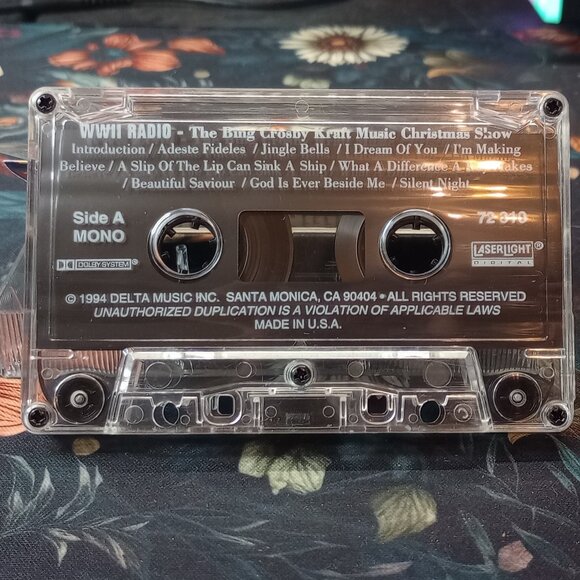 WWII RADIO - The Bing Crosby Kraft Music Christmas Show
Introduction / Adeste Fideles / Jingle Bells / I Dream Of You / I'm Making
Believe / A Slip Of The Lip Can Sink A Ship / What A Difference A Makes
/ Beautiful Saviour / God Is Ever Beside Me / Silent Night
Side A
MONO
DOLBY SYSTEM®
72 810
LASERLIGHT®
DIGITAL
© 1994 DELTA MUSIC INC. SANTA MONICA, CA 90404 • ALL RIGHTS RESERVED
UNAUTHORIZED DUPLICATION IS A VIOLATION OF APPLICABLE LAWS
MADE IN U.S.A.